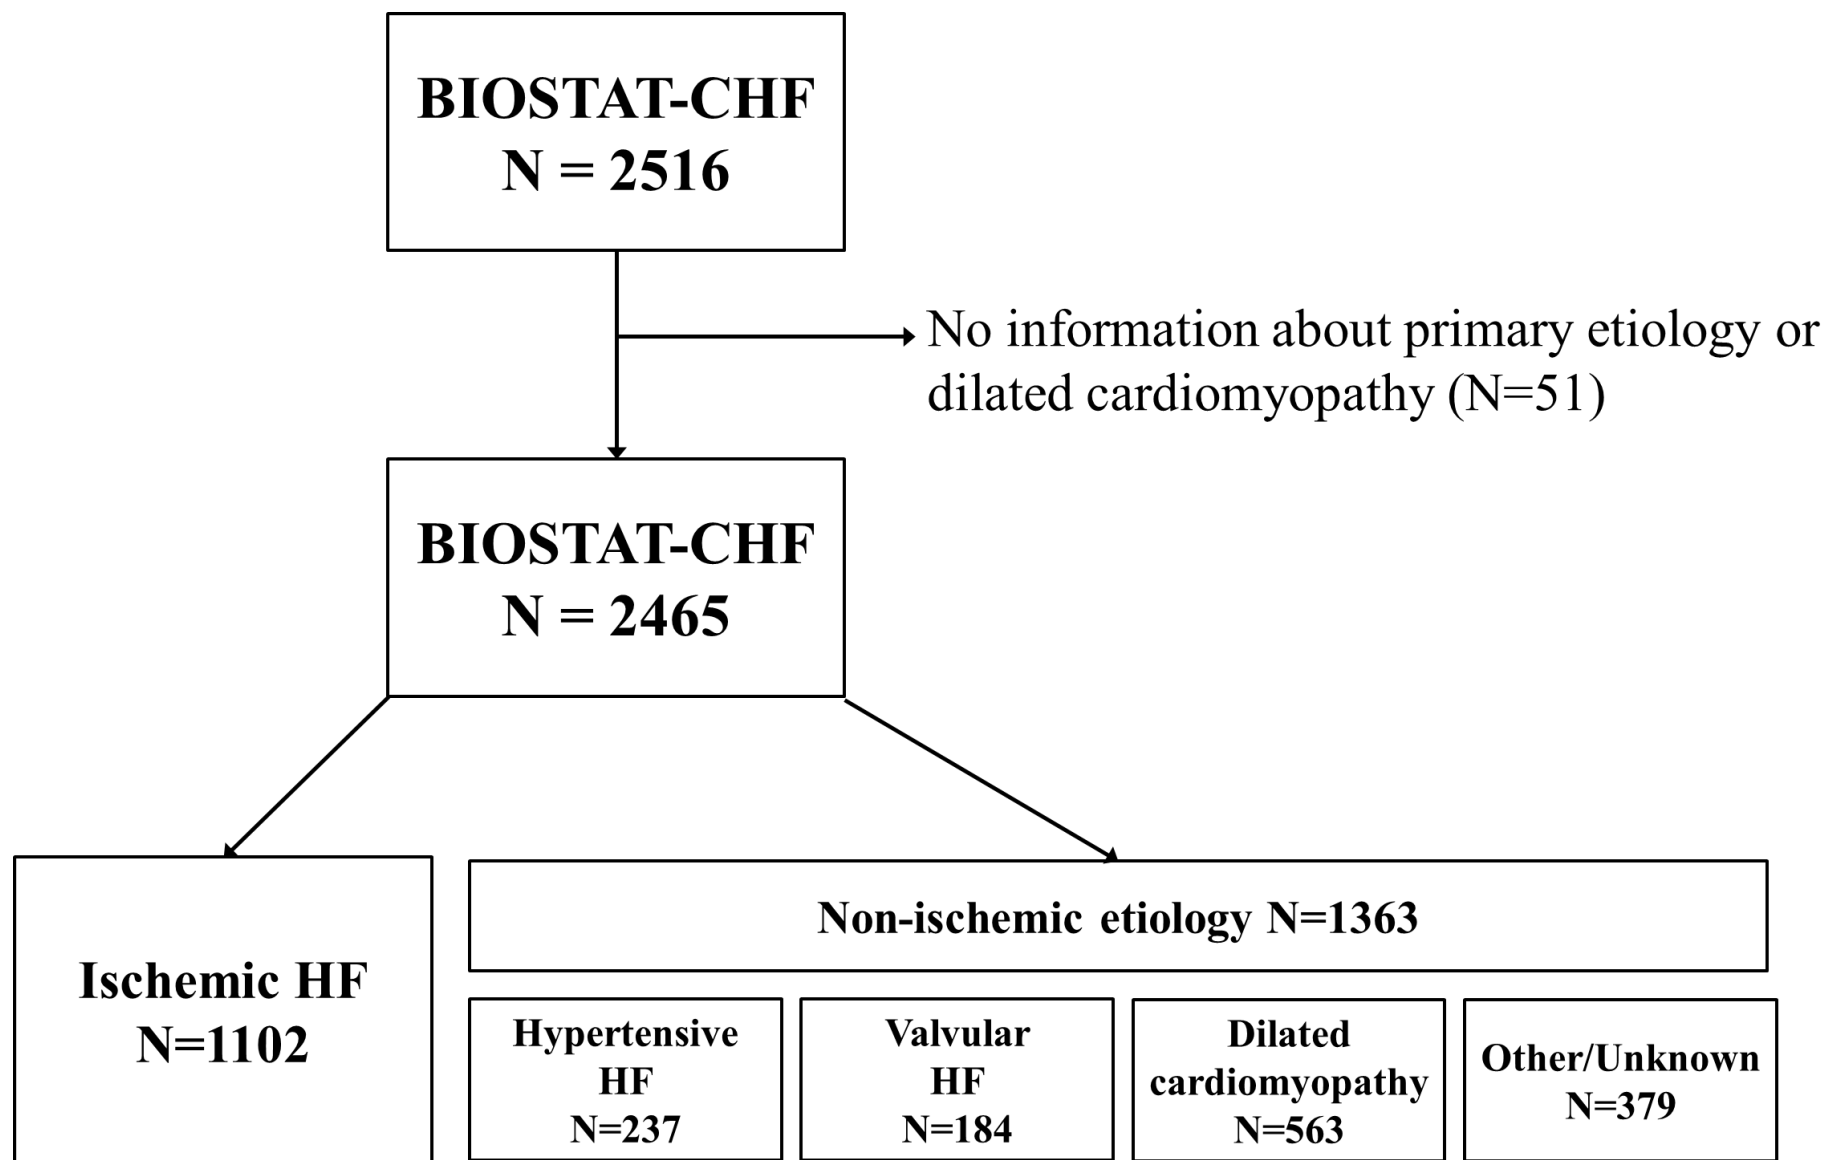 BIOSTAT-CHF
N = 2516
No information about primary etiology or
dilated cardiomyopathy (N=51)
BIOSTAT-CHF
N = 2465
Ischemic HF
N=1102
Non-ischemic etiology N=1363
Hypertensive
HF
N=237
Valvular
HF
N=184
Dilated
cardiomyopathy
N=563
Other/Unknown
N=379